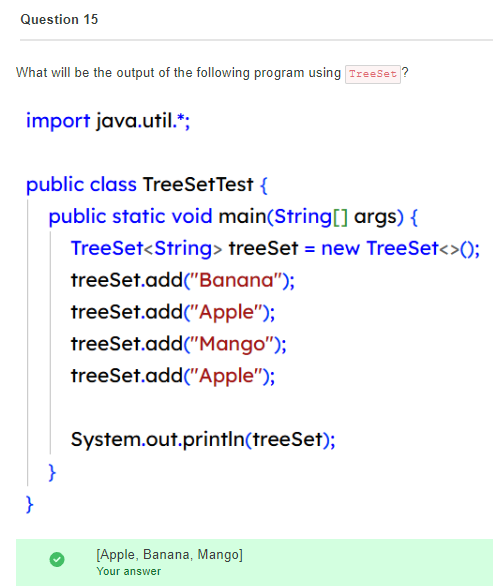 Question 15
What will be the output of the following program using TreeSet?
import java.util.*;
public class TreeSetTest {
public static void main(String[] args) {
TreeSet<String> treeSet = new TreeSet<>();
treeSet.add("Banana");
treeSet.add("Apple");
treeSet.add("Mango");
treeSet.add("Apple");
System.out.println(treeSet);
}
}
[Apple, Banana, Mango]
Your answer